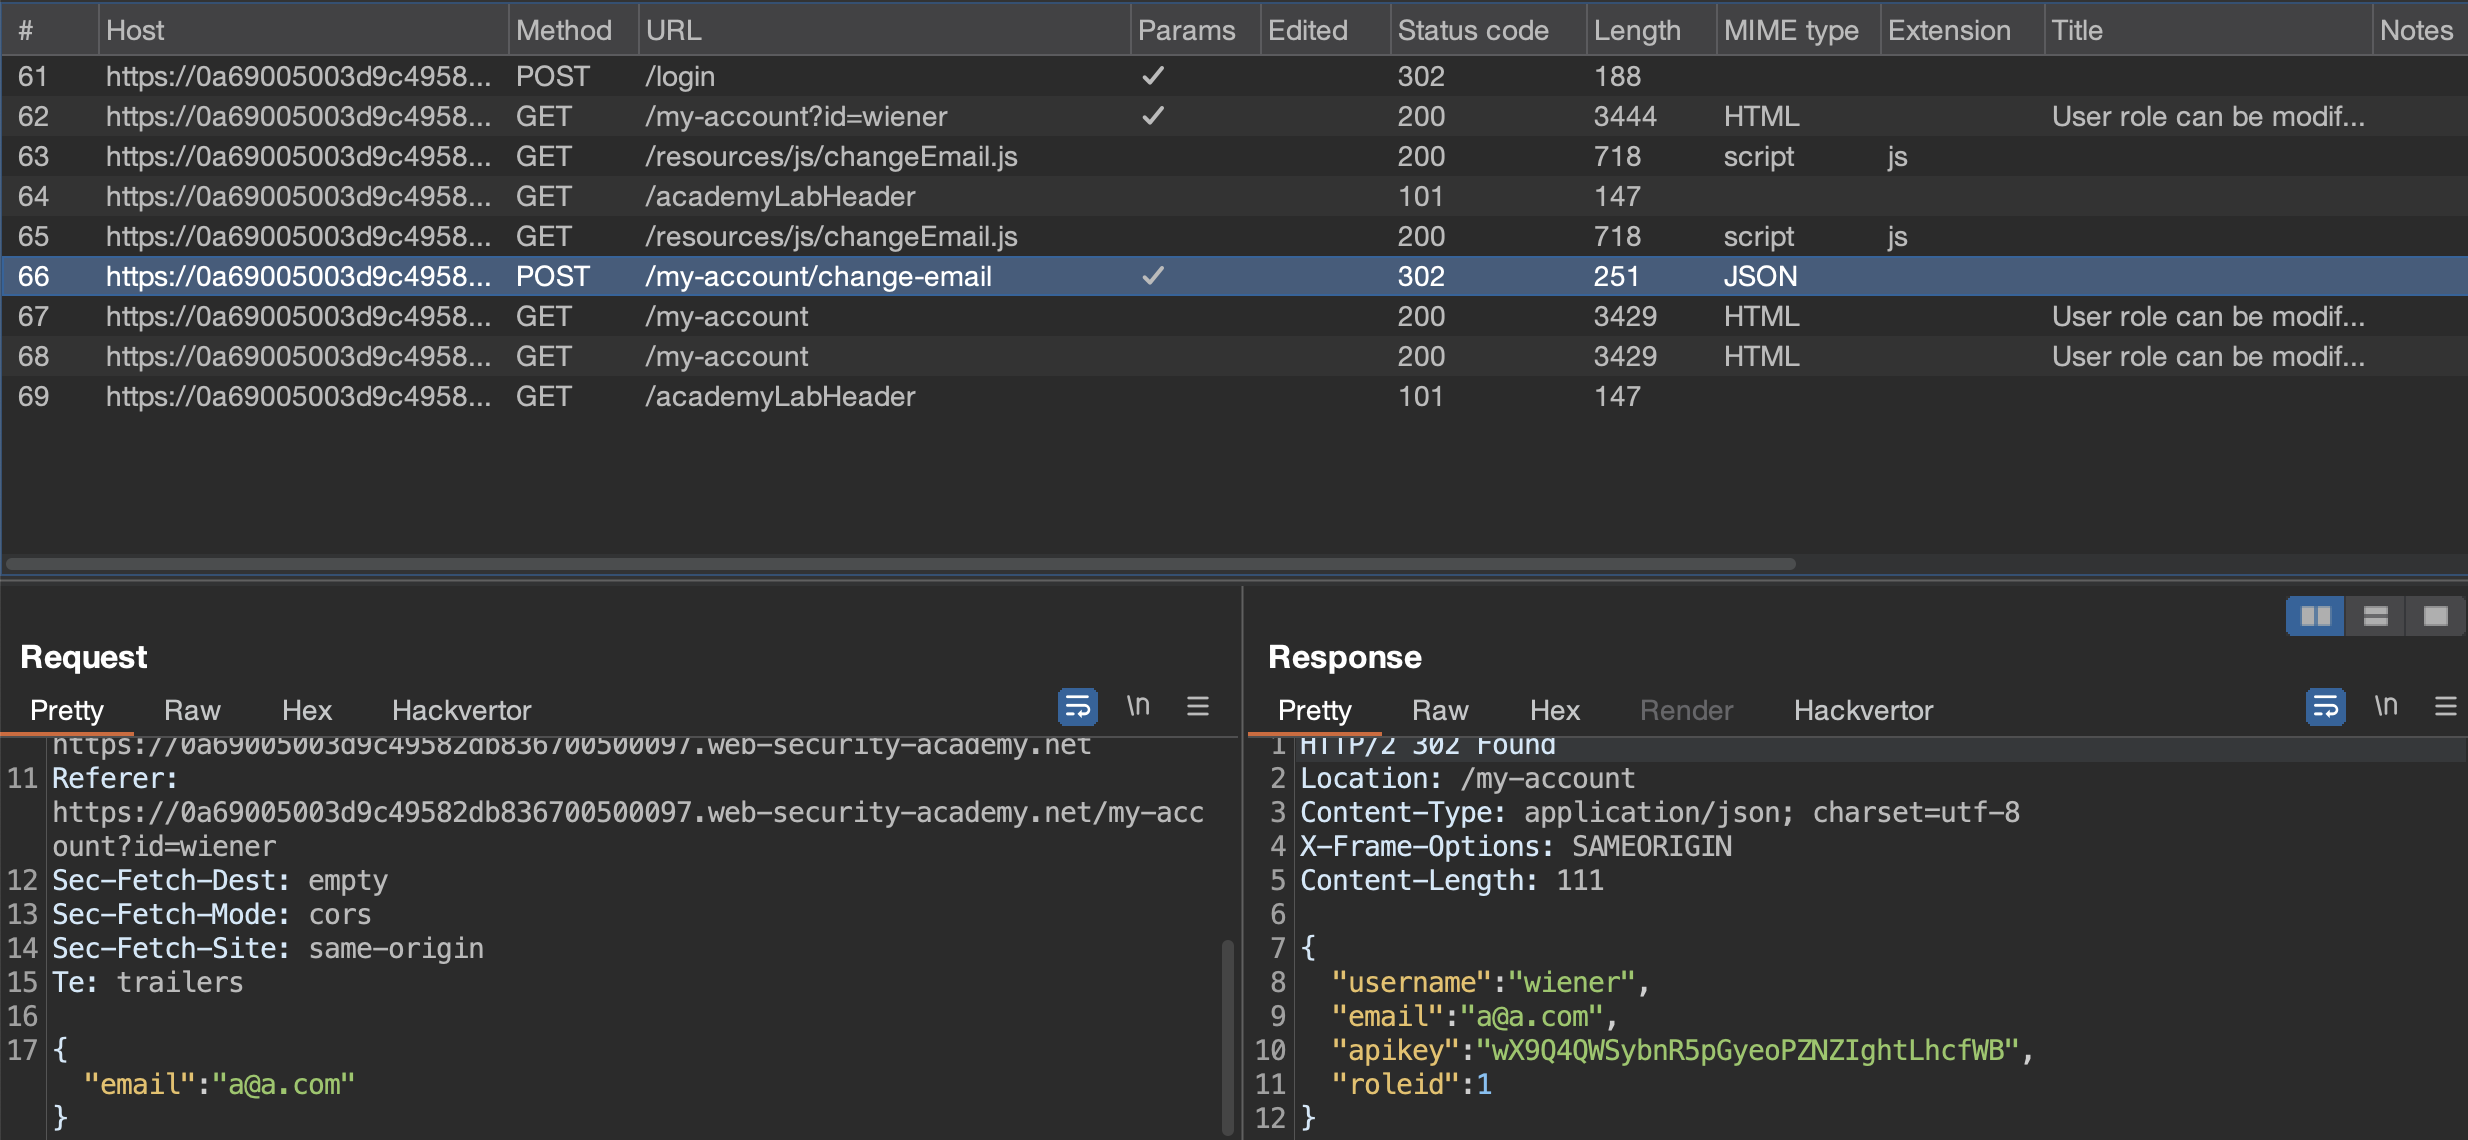 # Host Method URL Params Edited Status code Length MIME type Extension Title Notes
61 https://0a69005003d9c4958... POST /login ✓ 302 188
62 https://0a69005003d9c4958... GET /my-account?id=wiener ✓ 200 3444 HTML User role can be modif...
63 https://0a69005003d9c4958... GET /resources/js/changeEmail.js 200 718 script js
64 https://0a69005003d9c4958... GET /academyLabHeader 101 147
65 https://0a69005003d9c4958... GET /resources/js/changeEmail.js 200 718 script js
66 https://0a69005003d9c4958... POST /my-account/change-email ✓ 302 251 JSON
67 https://0a69005003d9c4958... GET /my-account 200 3429 HTML User role can be modif...
68 https://0a69005003d9c4958... GET /my-account 200 3429 HTML User role can be modif...
69 https://0a69005003d9c4958... GET /academyLabHeader 101 147
Request
Pretty Raw Hex Hackvertor \n
https://0a69005003d9c49582db836700500097.web-security-academy.net
11 Referer:
https://0a69005003d9c49582db836700500097.web-security-academy.net/my-acc
ount?id=wiener
12 Sec-Fetch-Dest: empty
13 Sec-Fetch-Mode: cors
14 Sec-Fetch-Site: same-origin
15 Te: trailers
16
17 {
"email":"a@a.com"
}
Response
Pretty Raw Hex Render Hackvertor \n
1 HTTP/2 302 Found
2 Location: /my-account
3 Content-Type: application/json; charset=utf-8
4 X-Frame-Options: SAMEORIGIN
5 Content-Length: 111
6
7 {
8 "username":"wiener",
9 "email":"a@a.com",
10 "apikey":"wX9Q4QWSybnR5pGyeoPZNZIghtLhcfWB",
11 "roleid":1
12 }